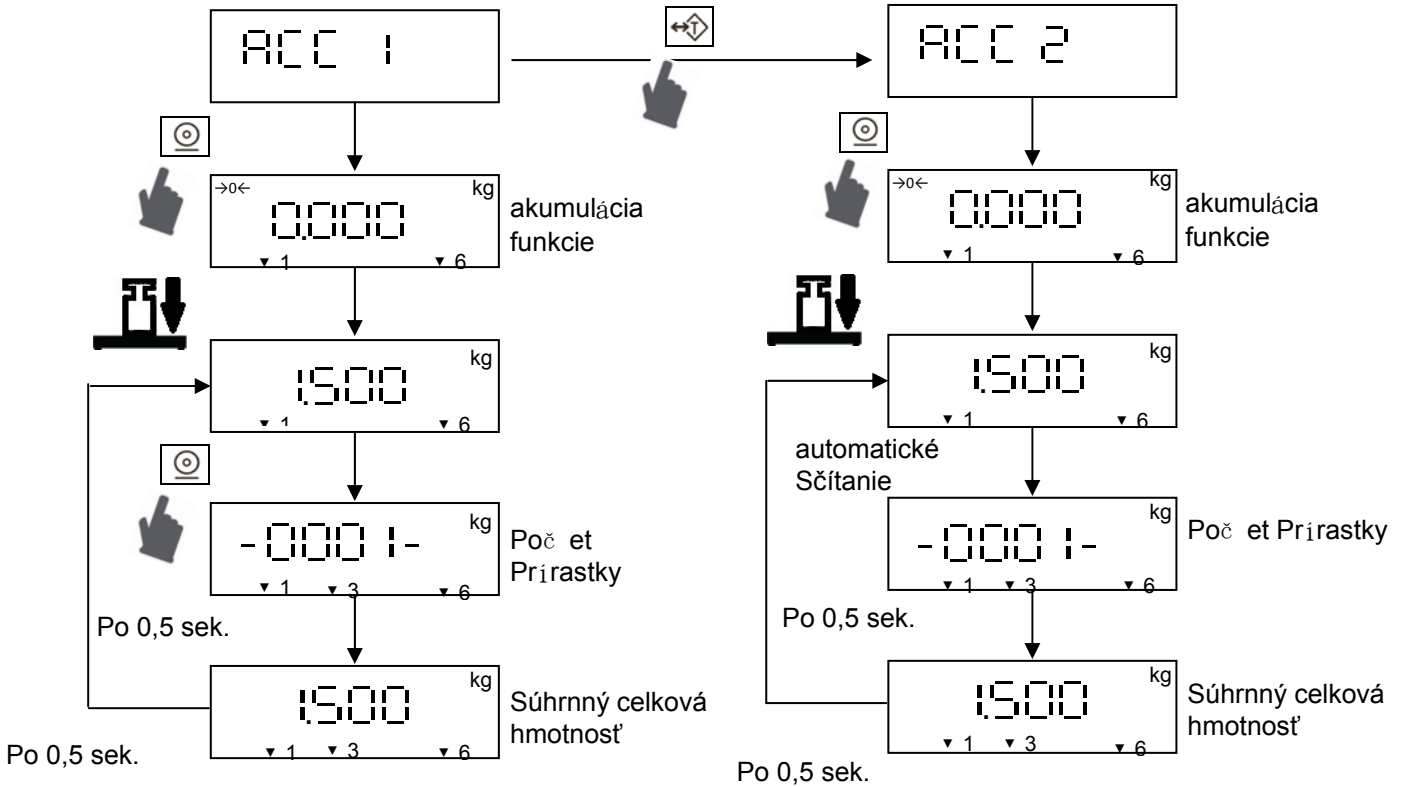 ACC 1
T
ACC 2
→0←
kg
0.000
▼ 1
▼ 6
akumulácia
funkcie
→0←
kg
0.000
▼ 1
▼ 6
akumulácia
funkcie
kg
1.500
▼ 1
▼ 6
kg
1.500
▼ 1
▼ 6
automatické
Sčítanie
kg
-0001-
▼ 1
▼ 3
▼ 6
Poč et
Prírastky
Po 0,5 sek.
kg
-0001-
▼ 1
▼ 3
▼ 6
Poč et Prírastky
Po 0,5 sek.
kg
1.500
▼ 1
▼ 3
▼ 6
Súhrnný celková
hmotnosť
Po 0,5 sek.
kg
1.500
▼ 1
▼ 3
▼ 6
Súhrnný celková
hmotnosť
Po 0,5 sek.